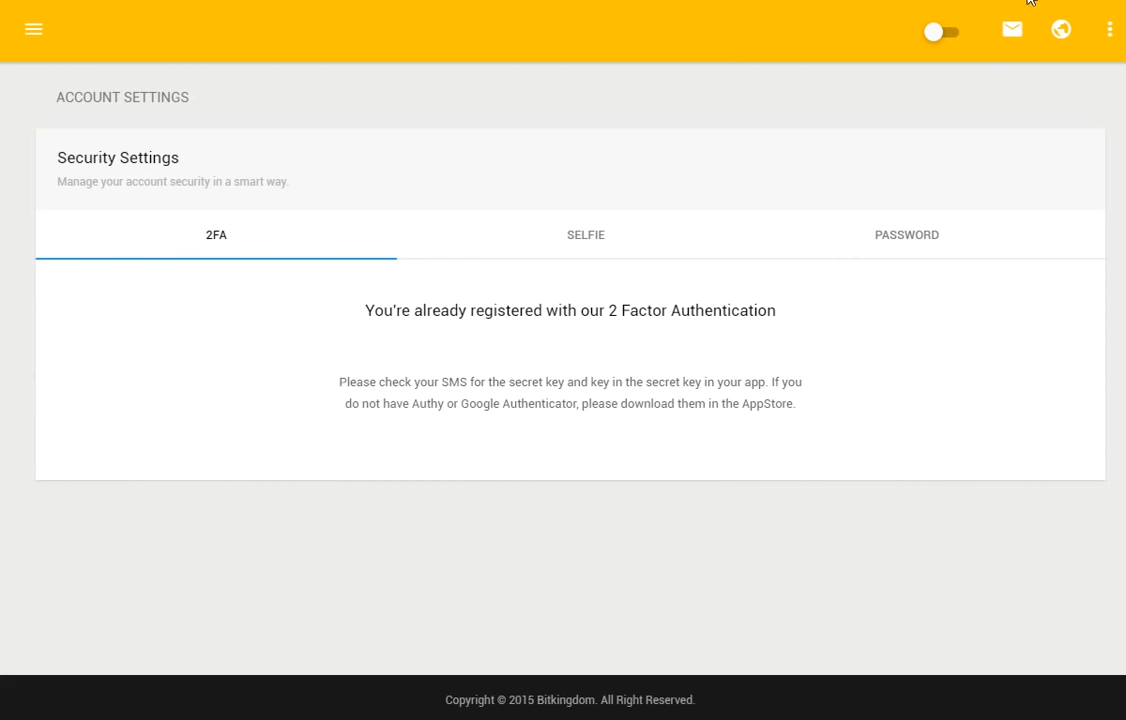 ACCOUNT SETTINGS
Security Settings
Manage your account security in a smart way.
2FA
SELFIE
PASSWORD
You're already registered with our 2 Factor Authentication
Please check your SMS for the secret key and key in the secret key in your app. If you
do not have Authy or Google Authenticator, please download them in the AppStore.
Copyright © 2015 Bitkingdom. All Right Reserved.